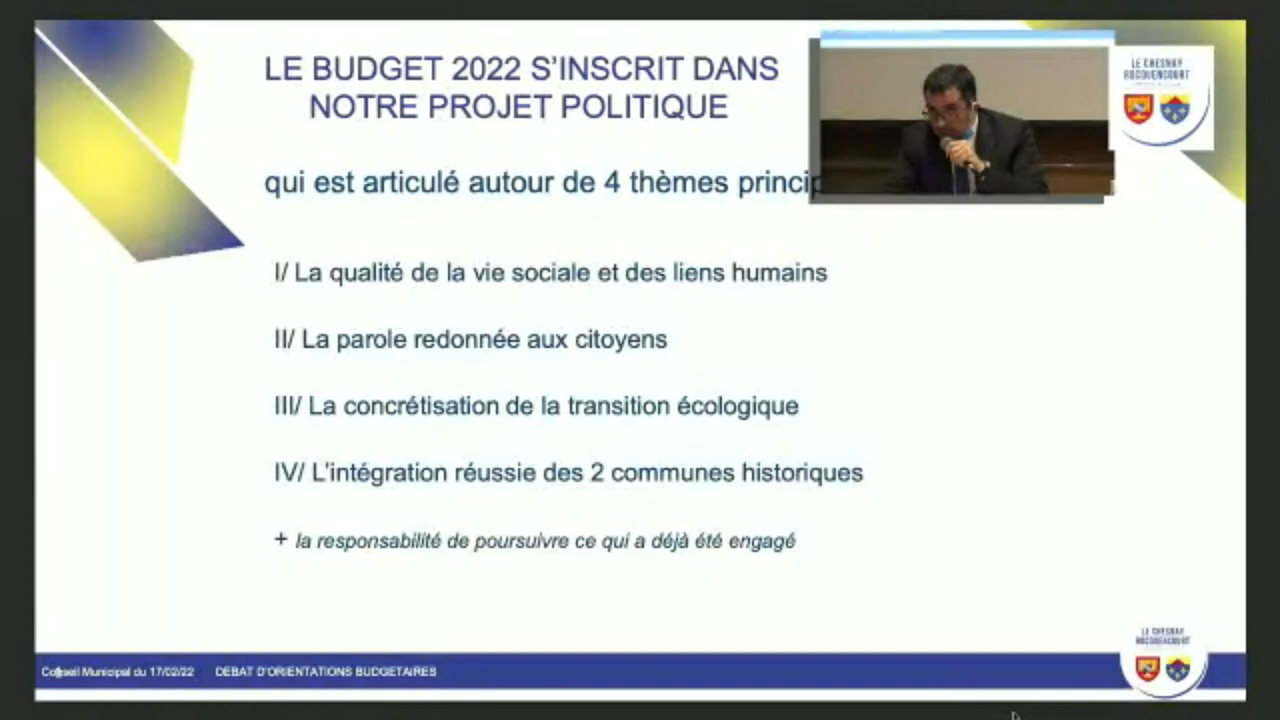 LE BUDGET 2022 S'INSCRIT DANS
NOTRE PROJET POLITIQUE
LE CHESNAY
ROCQUENCOURT
qui est articulé autour de 4 thèmes
I/ La qualité de la vie sociale et des liens humains
II/ La parole redonnée aux citoyens
III/ La concrétisation de la transition écologique
IV/ L'intégration réussie des 2 communes historiques
+ la responsabilité de poursuivre ce qui a déjà été engagé
LE CHESNAY
ROCQUENCOURT
Conseil Municipal du 17/02/22 DEBAT D'ORIENTATIONS BUDGETAIRES